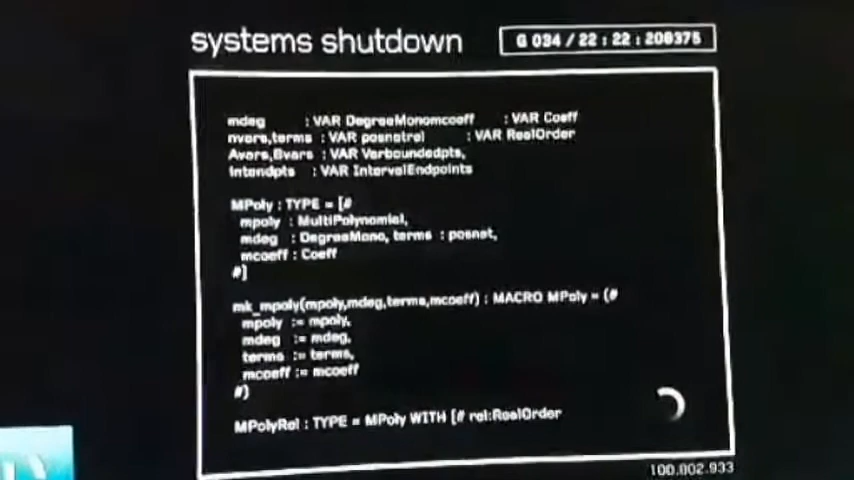 systems shutdown
G 034 / 22 : 22 : 208375
mdeg : VAR DegreeMonomcoeff : VAR Coeff
nvars,terms : VAR posnatrel : VAR RealOrder
Avars,Bvars : VAR Varboundedpts,
Intendpts : VAR IntervalEndpoints
MPoly : TYPE = [#
mpoly : MultiPolynomial,
mdeg : DegreeMono, terms : posnat,
mcoeff : Coeff
#]
mk_mpoly(mpoly,mdeg,terms,mcoeff) : MACRO MPoly = (#
mpoly := mpoly,
mdeg := mdeg,
terms := terms,
mcoeff := mcoeff
#)
MPolyRel : TYPE = MPoly WITH [# rel:RealOrder
100.802.933